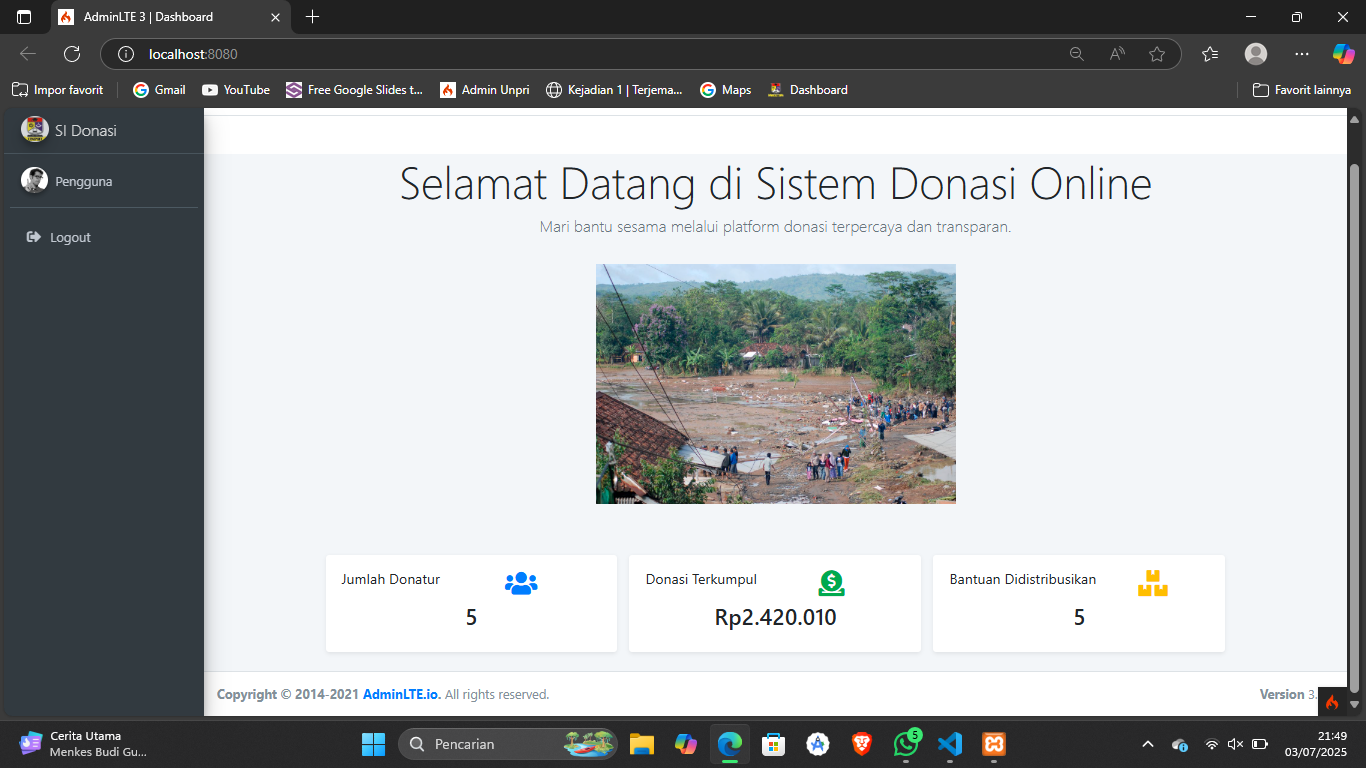 AdminLTE 3 | Dashboard
localhost:8080
Impor favorit
Gmail
YouTube
Free Google Slides t...
Admin Unpri
Kejadian 1 | Terjema...
Maps
Dashboard
Favorit lainnya
SI Donasi
Pengguna
Logout
Selamat Datang di Sistem Donasi Online
Mari bantu sesama melalui platform donasi terpercaya dan transparan.
Jumlah Donatur
5
Donasi Terkumpul
Rp2.420.010
Bantuan Didistribusikan
5
Copyright © 2014-2021 AdminLTE.io. All rights reserved.
Version 3.
Cerita Utama
Menkes Budi Gu...
Pencarian
5
21:49
03/07/2025